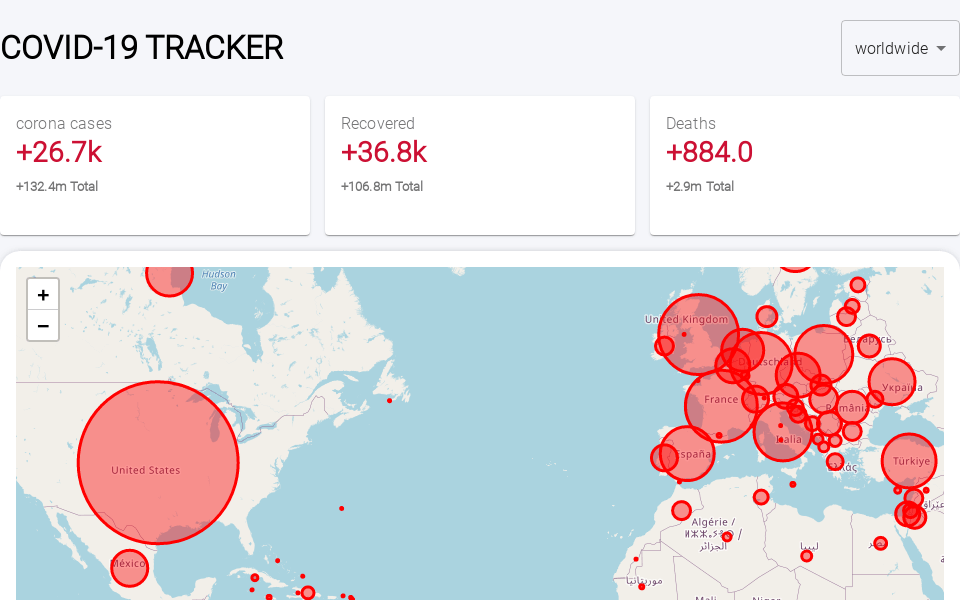 COVID-19 TRACKER
worldwide
corona cases
+26.7k
+132.4m Total
Recovered
+36.8k
+106.8m Total
Deaths
+884.0
+2.9m Total
+
−
Hudson
Bay
United Kingdom
Беларусь
Deutschland
Україна
France
România
Italia
España
Ελλάς
Türkiye
United States
México
Algérie /
ⵍⵣⵣⴰⵢⴻⵔ /
الجزائر
ليبيا
مصر
موريتانيا
Mali
Niger